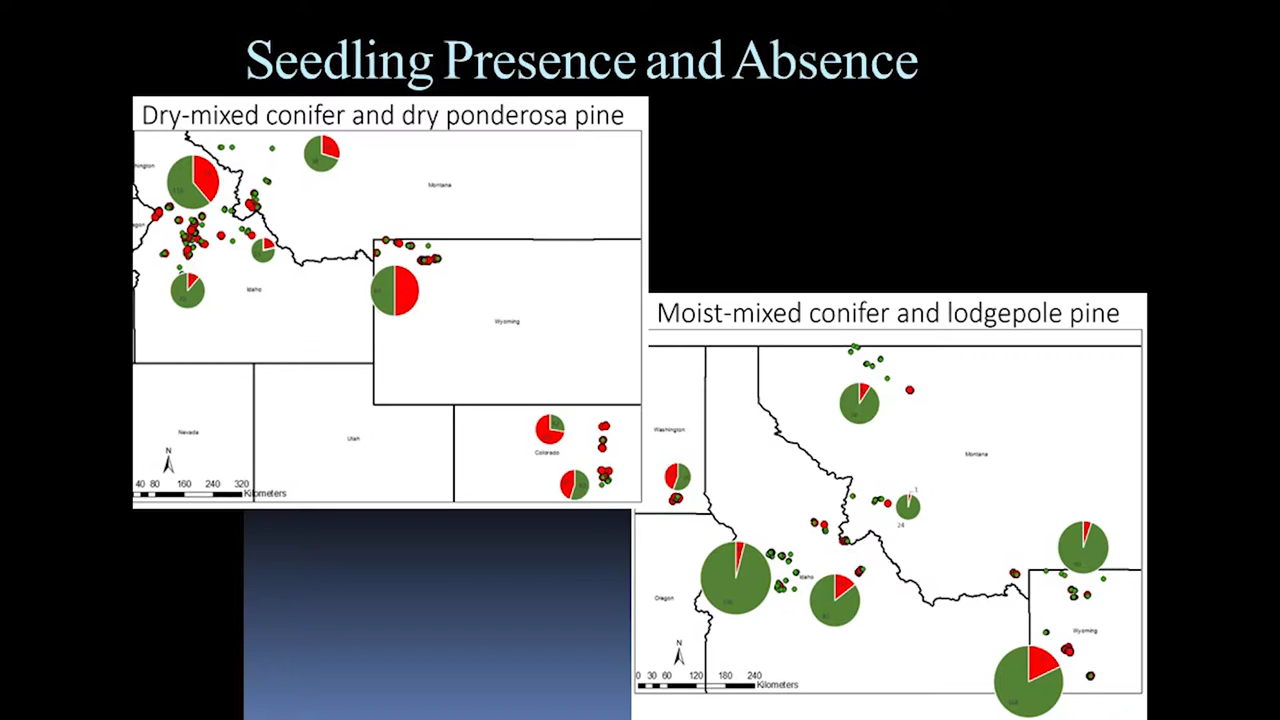 Seedling Presence and Absence
Dry-mixed conifer and dry ponderosa pine
Montana
Idaho
Wyoming
Nevada
Utah
Colorado
N
40 80 160 240 320
Kilometers
Moist-mixed conifer and lodgepole pine
Washington
Montana
1
24
Idaho
Oregon
Wyoming
N
0 30 60 120 180 240
Kilometers